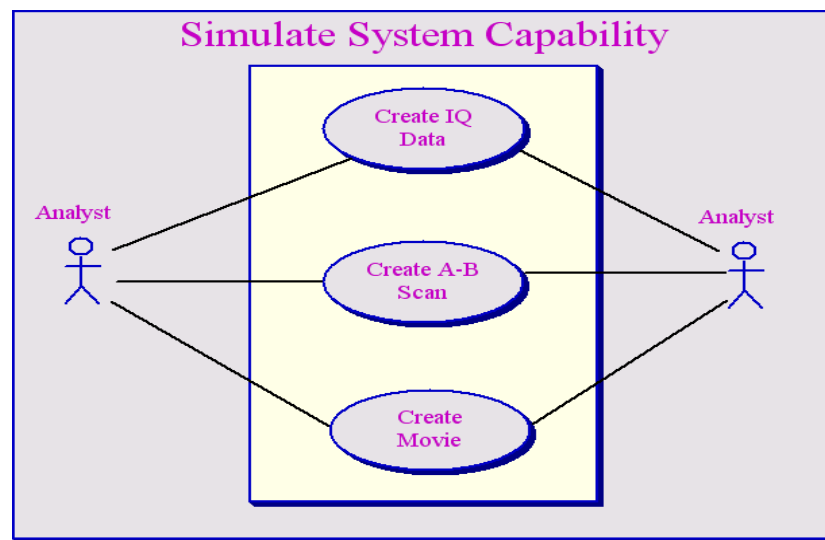 Simulate System Capability
Create IQ
Data
Analyst
Analyst
Create A-B
Scan
Create
Movie